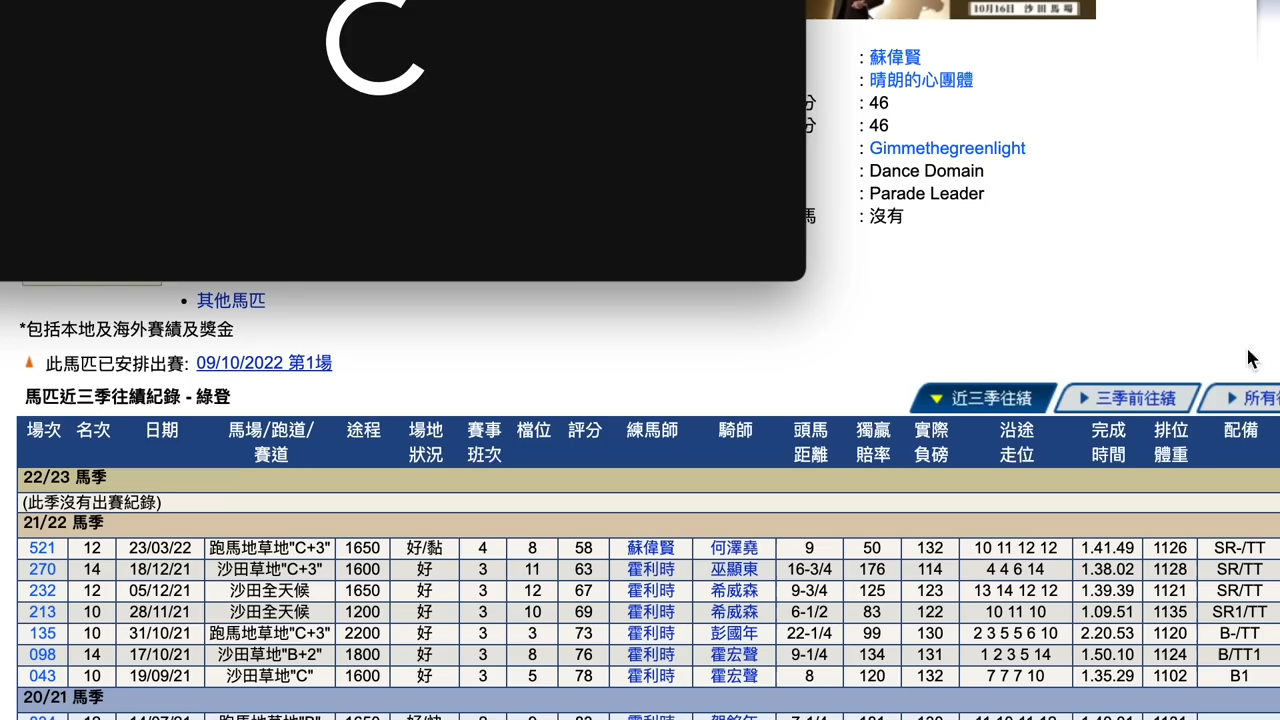 10月16日 沙田馬場
: 蘇偉賢
: 晴朗的心團體
分 : 46
分 : 46
: Gimmethegreenlight
: Dance Domain
: Parade Leader
馬 : 沒有
• 其他馬匹
*包括本地及海外賽績及獎金
此馬匹已安排出賽: 09/10/2022 第1場
馬匹近三季往績紀錄 - 綠登
近三季往績 三季前往績 所有
場次 名次 日期 馬場/跑道/賽道 途程 場地狀況 賽事班次 檔位 評分 練馬師 騎師 頭馬距離 獨贏賠率 實際負磅 沿途走位 完成時間 排位體重 配備
22/23 馬季
(此季沒有出賽紀錄)
21/22 馬季
521 12 23/03/22 跑馬地草地"C+3" 1650 好/黏 4 8 58 蘇偉賢 何澤堯 9 50 132 10 11 12 12 1.41.49 1126 SR-/TT
270 14 18/12/21 沙田草地"C+3" 1600 好 3 11 63 霍利時 巫顯東 16-3/4 176 114 4 4 6 14 1.38.02 1128 SR/TT
232 12 05/12/21 沙田全天候 1650 好 3 12 67 霍利時 希威森 9-3/4 125 123 13 14 12 12 1.39.39 1121 SR/TT
213 10 28/11/21 沙田全天候 1200 好 3 10 69 霍利時 希威森 6-1/2 83 122 10 11 10 1.09.51 1135 SR1/TT
135 10 31/10/21 跑馬地草地"C+3" 2200 好 3 3 73 霍利時 彭國年 22-1/4 99 130 2 3 5 5 6 10 2.20.53 1120 B-/TT
098 14 17/10/21 沙田草地"B+2" 1800 好 3 8 76 霍利時 霍宏聲 9-1/4 134 131 1 2 3 5 14 1.50.10 1124 B/TT1
043 10 19/09/21 沙田草地"C" 1600 好 3 5 78 霍利時 霍宏聲 8 120 132 7 7 7 10 1.35.29 1102 B1
20/21 馬季